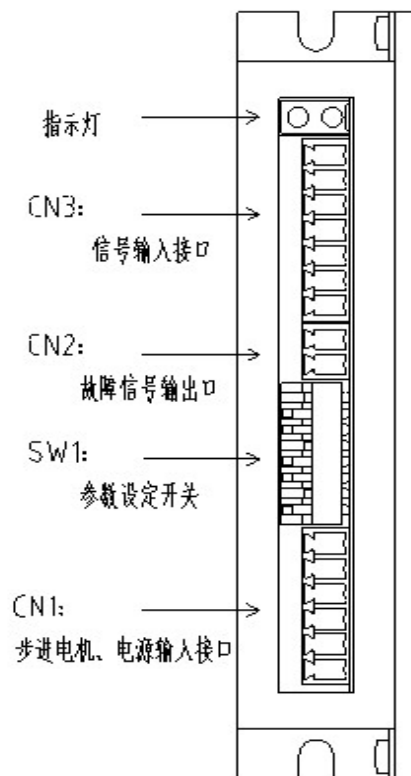 指示灯
CN3:
信号输入接口
CN2:
故障信号输出口
SW1:
参数设定开关
CN1:
步进电机、电源输入接口